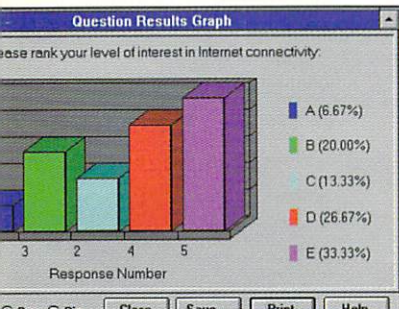 Question Results Graph
ease rank your level of interest in Internet connectivity:
A (6.67%)
B (20.00%)
C (13.33%)
D (26.67%)
E (33.33%)
3 2 4 5
Response Number
Close Save... Print Help